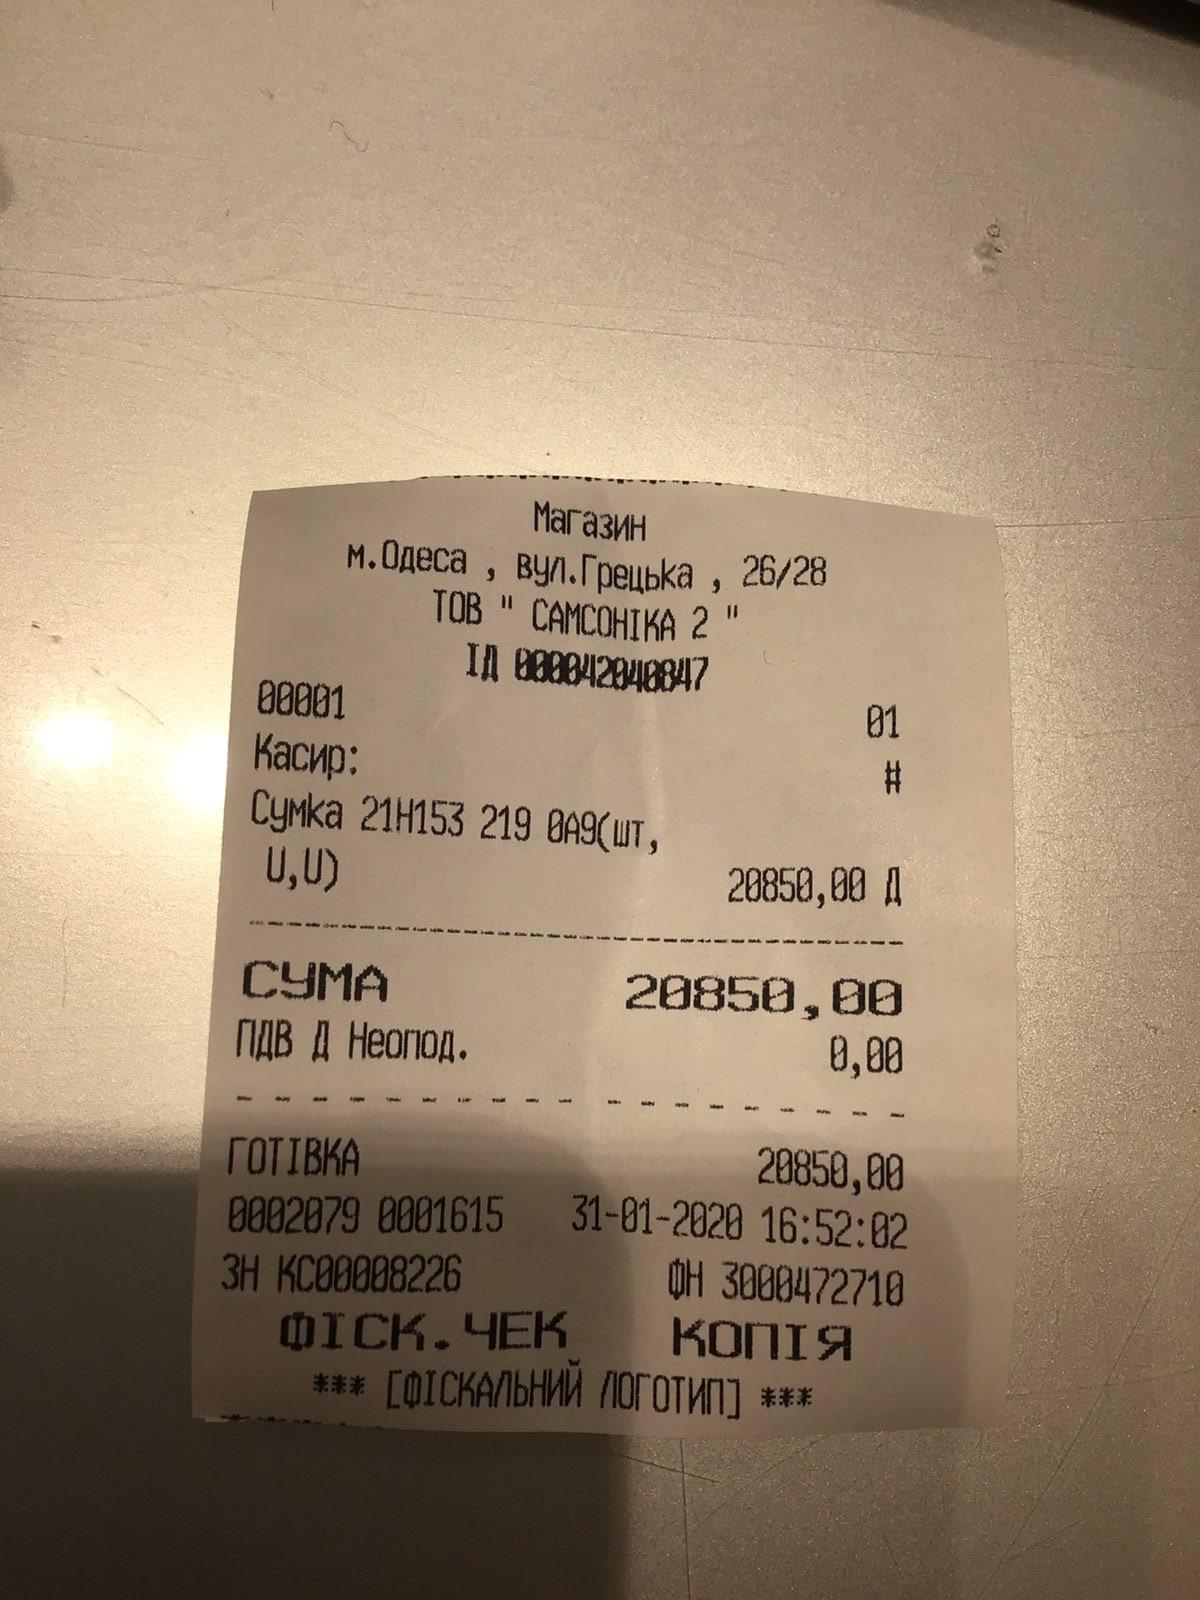 Магазин
м.Одеса , вул.Грецька , 26/28
ТОВ " САМСОНІКА 2 "
ІД 000042040847
00001 01
Касир: #
Сумка 21Н153 219 0А9(шт,
U,U) 20850,00 Д
СУМА 20850,00
ПДВ Д Неопод. 0,00
ГОТІВКА 20850,00
0002079 0001615 31-01-2020 16:52:02
ЗН КС00008226 ФН 3000472710
ФІСК.ЧЕК КОПІЯ
*** [ФІСКАЛЬНИЙ ЛОГОТИП] ***